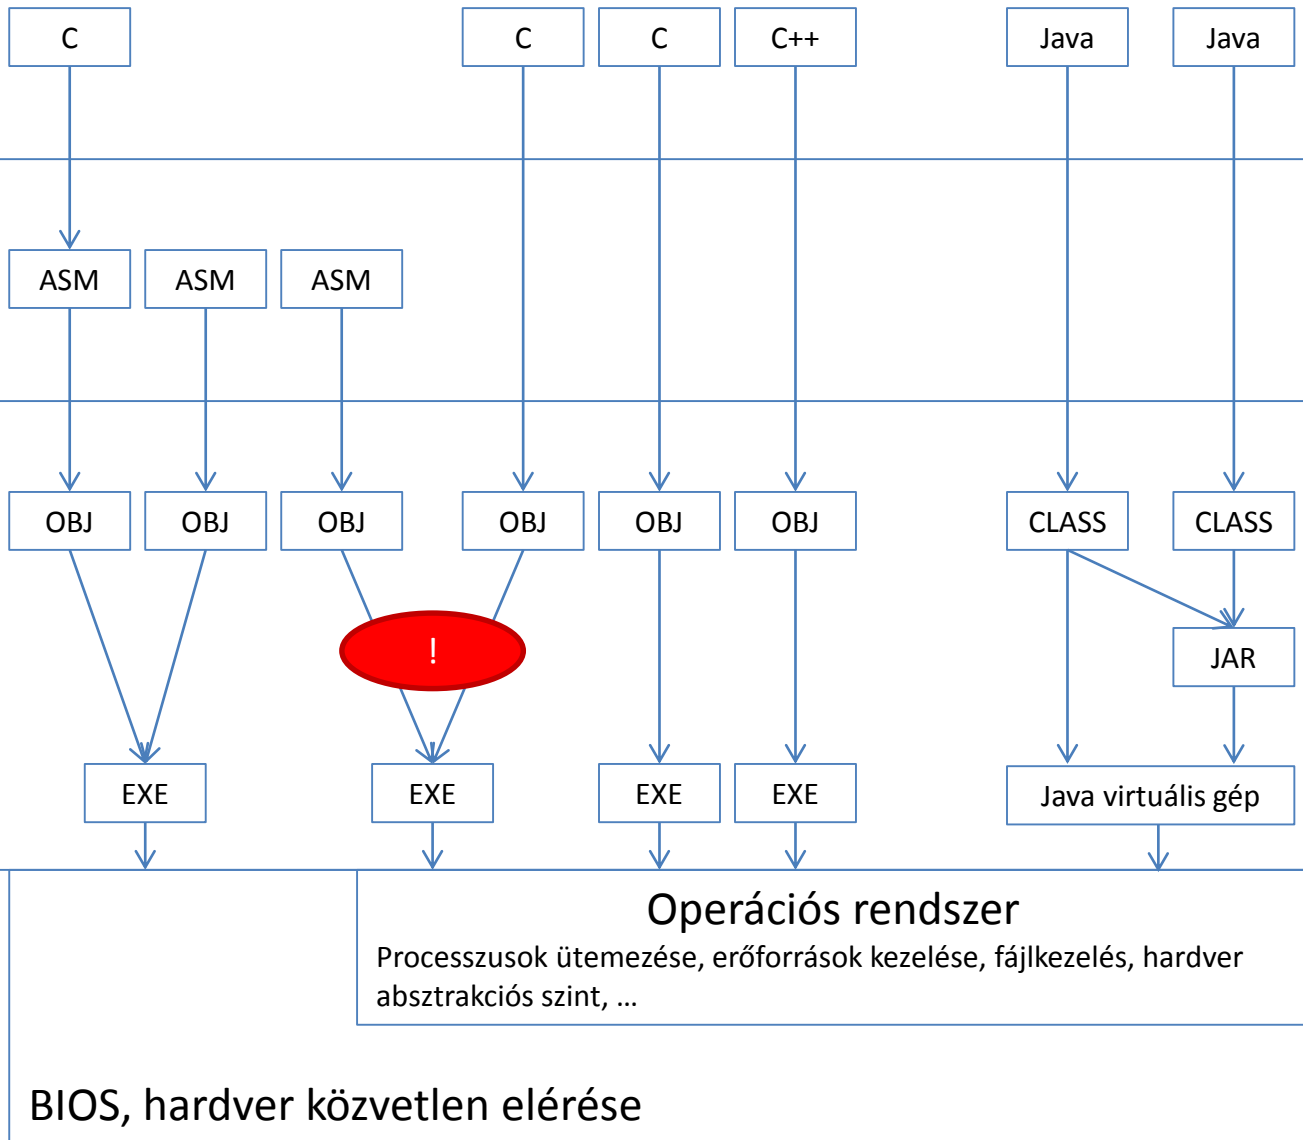 C
C
C
C++
Java
Java
ASM
ASM
ASM
OBJ
OBJ
OBJ
OBJ
OBJ
OBJ
CLASS
CLASS
!
JAR
EXE
EXE
EXE
EXE
Java virtuális gép
Operációs rendszer
Processzusok ütemezése, erőforrások kezelése, fájlkezelés, hardver
absztrakciós szint, …
BIOS, hardver közvetlen elérése